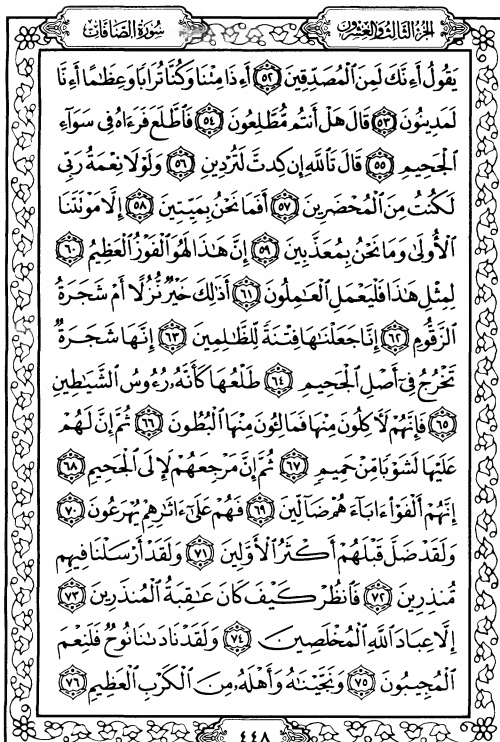 الجزء الثالث والعشرون
سورة الصافات
يَقُولُ أَءِنَّكَ لَمِنَ ٱلْمُصَدِّقِينَ ٥٢ أَءِذَا مِتْنَا وَكُنَّا تُرَابًا وَعِظَٰمًا أَءِنَّا
لَمَدِينُونَ ٥٣ قَالَ هَلْ أَنتُم مُّطَّلِعُونَ ٥٤ فَٱطَّلَعَ فَرَءَاهُ فِى سَوَآءِ
ٱلْجَحِيمِ ٥٥ قَالَ تَٱللَّهِ إِن كِدتَّ لَتُرْدِينِ ٥٦ وَلَوْلَا نِعْمَةُ رَبِّى
لَكُنتُ مِنَ ٱلْمُحْضَرِينَ ٥٧ أَفَمَا نَحْنُ بِمَيِّتِينَ ٥٨ إِلَّا مَوْتَتَنَا
ٱلْأُولَىٰ وَمَا نَحْنُ بِمُعَذَّبِينَ ٥٩ إِنَّ هَٰذَا لَهُوَ ٱلْفَوْزُ ٱلْعَظِيمُ ٦٠
لِمِثْلِ هَٰذَا فَلْيَعْمَلِ ٱلْعَٰمِلُونَ ٦١ أَذَٰلِكَ خَيْرٌ نُّزُلًا أَمْ شَجَرَةُ
ٱلزَّقُّومِ ٦٢ إِنَّا جَعَلْنَٰهَا فِتْنَةً لِّلظَّٰلِمِينَ ٦٣ إِنَّهَا شَجَرَةٌ
تَخْرُجُ فِىٓ أَصْلِ ٱلْجَحِيمِ ٦٤ طَلْعُهَا كَأَنَّهُۥ رُءُوسُ ٱلشَّيَٰطِينِ
٦٥ فَإِنَّهُمْ لَءَاكِلُونَ مِنْهَا فَمَالِـُٔونَ مِنْهَا ٱلْبُطُونَ ٦٦ ثُمَّ إِنَّ لَهُمْ
عَلَيْهَا لَشَوْبًا مِّنْ حَمِيمٍ ٦٧ ثُمَّ إِنَّ مَرْجِعَهُمْ لَإِلَى ٱلْجَحِيمِ ٦٨
إِنَّهُمْ أَلْفَوْا۟ ءَابَآءَهُمْ ضَآلِّينَ ٦٩ فَهُمْ عَلَىٰٓ ءَاثَٰرِهِمْ يُهْرَعُونَ ٧٠
وَلَقَدْ ضَلَّ قَبْلَهُمْ أَكْثَرُ ٱلْأَوَّلِينَ ٧١ وَلَقَدْ أَرْسَلْنَا فِيهِم
مُّنذِرِينَ ٧٢ فَٱنظُرْ كَيْفَ كَانَ عَٰقِبَةُ ٱلْمُنذَرِينَ ٧٣
إِلَّا عِبَادَ ٱللَّهِ ٱلْمُخْلَصِينَ ٧٤ وَلَقَدْ نَادَىٰنَا نُوحٌ فَلَنِعْمَ
ٱلْمُجِيبُونَ ٧٥ وَنَجَّيْنَٰهُ وَأَهْلَهُۥ مِنَ ٱلْكَرْبِ ٱلْعَظِيمِ ٧٦
٤٤٨